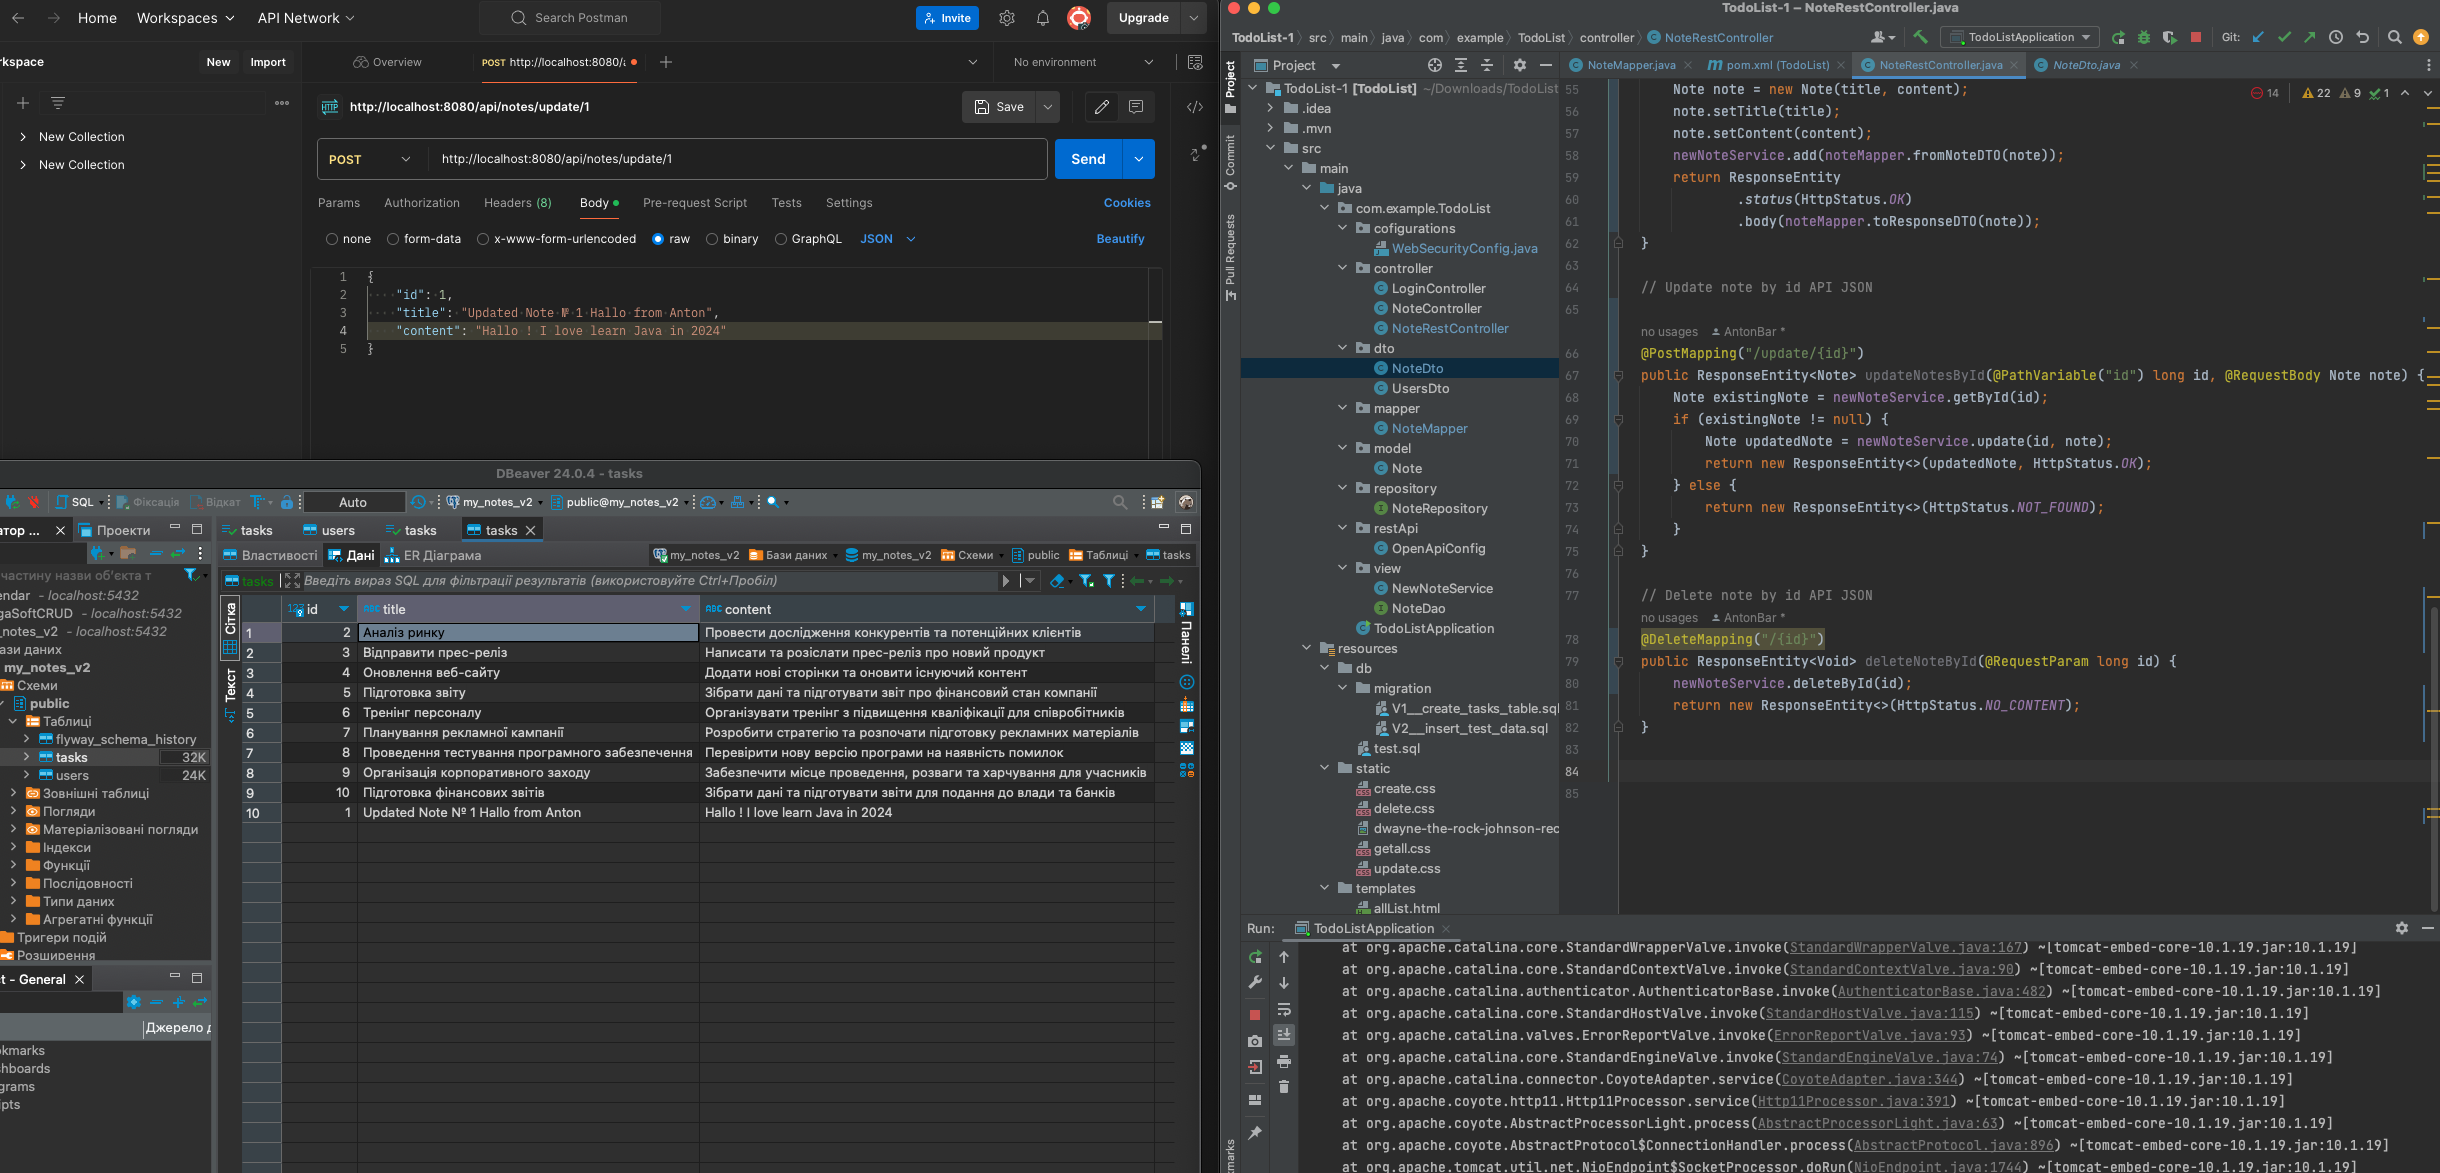 Home Workspaces API Network Search Postman Invite Upgrade
rkspace New Import Overview POST http://localhost:8080/a No environment
http://localhost:8080/api/notes/update/1 Save
New Collection
New Collection
POST http://localhost:8080/api/notes/update/1 Send
Params Authorization Headers (8) Body Pre-request Script Tests Settings Cookies
none form-data x-www-form-urlencoded raw binary GraphQL JSON Beautify
1 {
2 "id": 1,
3 "title": "Updated Note № 1 Hallo from Anton",
4 "content": "Hallo ! I love learn Java in 2024"
5 }
DBeaver 24.0.4 - tasks
SQL Фіксація Відкат Auto my_notes_v2 public@my_notes_v2
атор ... Проекти tasks users tasks tasks
Властивості Дані ER Діаграма my_notes_v2 Бази даних my_notes_v2 Схеми public Таблиці tasks
частину назви об'єкта т tasks Введіть вираз SQL для фільтрації результатів (використовуйте Ctrl+Пробіл)
endar - localhost:5432
gaSoftCRUD - localhost:5432
_notes_v2 - localhost:5432
ази даних
my_notes_v2
Схеми
public
Таблиці
flyway_schema_history
tasks 32K
users 24K
Зовнішні таблиці
Погляди
Матеріалізовані погляди
Індекси
Функції
Послідовності
Типи даних
Агрегатні функції
Тригери подій
Розширення
ct - General
Джерело д
kmarks
shboards
grams
ipts
Сітка
Текст
Панелі
123 id ABC title ABC content
1 2 Аналіз ринку Провести дослідження конкурентів та потенційних клієнтів
2 3 Відправити прес-реліз Написати та розіслати прес-реліз про новий продукт
3 4 Оновлення веб-сайту Додати нові сторінки та оновити існуючий контент
4 5 Підготовка звіту Зібрати дані та підготувати звіт про фінансовий стан компанії
5 6 Тренінг персоналу Організувати тренінг з підвищення кваліфікації для співробітників
6 7 Планування рекламної кампанії Розробити стратегію та розпочати підготовку рекламних матеріалів
7 8 Проведення тестування програмного забезпечення Перевірити нову версію програми на наявність помилок
8 9 Організація корпоративного заходу Забезпечити місце проведення, розваги та харчування для учасників
9 10 Підготовка фінансових звітів Зібрати дані та підготувати звіти для подання до влади та банків
10 1 Updated Note № 1 Hallo from Anton Hallo ! I love learn Java in 2024
TodoList-1 – NoteRestController.java
TodoList-1 src main java com example TodoList controller NoteRestController TodoListApplication Git:
Project NoteMapper.java pom.xml (TodoList) NoteRestController.java NoteDto.java
Project
Commit
Pull Requests
TodoList-1 [TodoList] ~/Downloads/TodoList
.idea
.mvn
src
main
java
com.example.TodoList
cofigurations
WebSecurityConfig.java
controller
LoginController
NoteController
NoteRestController
dto
NoteDto
UsersDto
mapper
NoteMapper
model
Note
repository
NoteRepository
restApi
OpenApiConfig
view
NewNoteService
NoteDao
TodoListApplication
resources
db
migration
V1__create_tasks_table.sql
V2__insert_test_data.sql
test.sql
static
create.css
delete.css
dwayne-the-rock-johnson-rec
getall.css
update.css
templates
allList.html
14 22 9 1
55 Note note = new Note(title, content);
56 note.setTitle(title);
57 note.setContent(content);
58 newNoteService.add(noteMapper.fromNoteDTO(note));
59 return ResponseEntity
60 .status(HttpStatus.OK)
61 .body(noteMapper.toResponseDTO(note));
62 }
63
64 // Update note by id API JSON
65
no usages AntonBar *
66 @PostMapping("/update/{id}")
67 public ResponseEntity<Note> updateNotesById(@PathVariable("id") long id, @RequestBody Note note) {
68 Note existingNote = newNoteService.getById(id);
69 if (existingNote != null) {
70 Note updatedNote = newNoteService.update(id, note);
71 return new ResponseEntity<>(updatedNote, HttpStatus.OK);
72 } else {
73 return new ResponseEntity<>(HttpStatus.NOT_FOUND);
74 }
75 }
76
77 // Delete note by id API JSON
no usages AntonBar *
78 @DeleteMapping("/{id}")
79 public ResponseEntity<Void> deleteNoteById(@RequestParam long id) {
80 newNoteService.deleteById(id);
81 return new ResponseEntity<>(HttpStatus.NO_CONTENT);
82 }
83
84
85
Run: TodoListApplication
at org.apache.catalina.core.StandardWrapperValve.invoke(StandardWrapperValve.java:167) ~[tomcat-embed-core-10.1.19.jar:10.1.19]
at org.apache.catalina.core.StandardContextValve.invoke(StandardContextValve.java:90) ~[tomcat-embed-core-10.1.19.jar:10.1.19]
at org.apache.catalina.authenticator.AuthenticatorBase.invoke(AuthenticatorBase.java:482) ~[tomcat-embed-core-10.1.19.jar:10.1.19]
at org.apache.catalina.core.StandardHostValve.invoke(StandardHostValve.java:115) ~[tomcat-embed-core-10.1.19.jar:10.1.19]
at org.apache.catalina.valves.ErrorReportValve.invoke(ErrorReportValve.java:93) ~[tomcat-embed-core-10.1.19.jar:10.1.19]
at org.apache.catalina.core.StandardEngineValve.invoke(StandardEngineValve.java:74) ~[tomcat-embed-core-10.1.19.jar:10.1.19]
at org.apache.catalina.connector.CoyoteAdapter.service(CoyoteAdapter.java:344) ~[tomcat-embed-core-10.1.19.jar:10.1.19]
at org.apache.coyote.http11.Http11Processor.service(Http11Processor.java:391) ~[tomcat-embed-core-10.1.19.jar:10.1.19]
at org.apache.coyote.AbstractProcessorLight.process(AbstractProcessorLight.java:63) ~[tomcat-embed-core-10.1.19.jar:10.1.19]
at org.apache.coyote.AbstractProtocol$ConnectionHandler.process(AbstractProtocol.java:896) ~[tomcat-embed-core-10.1.19.jar:10.1.19]
at org.apache.tomcat.util.net.NioEndpoint$SocketProcessor.doRun(NioEndpoint.java:1744) ~[tomcat-embed-core-10.1.19.jar:10.1.19]